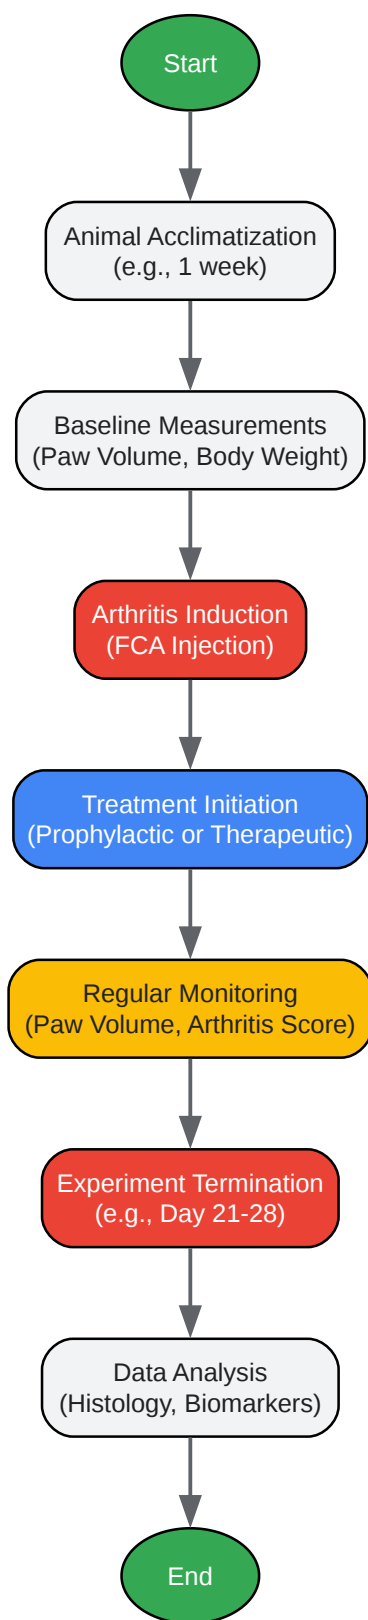 Start
Animal Acclimatization
(e.g., 1 week)
Baseline Measurements
(Paw Volume, Body Weight)
Arthritis Induction
(FCA Injection)
Treatment Initiation
(Prophylactic or Therapeutic)
Regular Monitoring
(Paw Volume, Arthritis Score)
Experiment Termination
(e.g., Day 21-28)
Data Analysis
(Histology, Biomarkers)
End